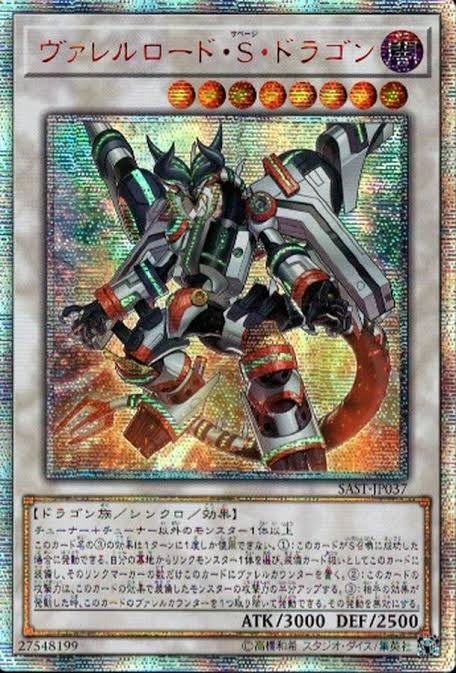 サベージ
ヴァレルロード・S・ドラゴン
闇
SAST-JP037
【ドラゴン族／シンクロ／効果】
チューナー＋チューナー以外のモンスター1体以上
このカード名の③の効果は1ターンに1度しか使用できない。①：このカードがS召喚に成功した
場合に発動できる。自分の墓地からリンクモンスター1体を選び、装備カード扱いとしてこのカードに
装備し、そのリンクマーカーの数だけこのカードにヴァレルカウンターを置く。②：このカードの
攻撃力は、このカードの効果で装備したモンスターの攻撃力の半分アップする。③：相手の効果が
発動した時、このカードのヴァレルカウンターを1つ取り除いて発動できる。その発動を無効にする。
ATK/3000 DEF/2500
27548199
©高橋和希 スタジオ・ダイス/集英社